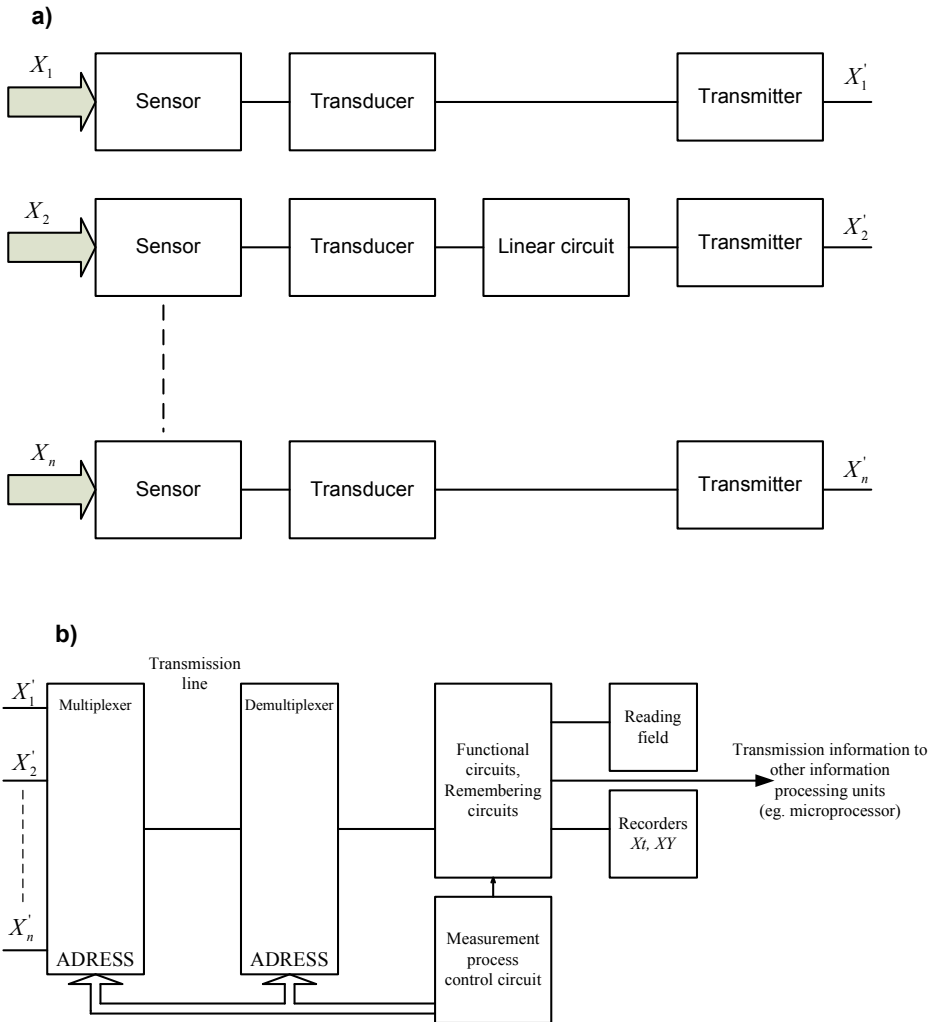 a)
X₁
Sensor
Transducer
Transmitter
X'₁
X₂
Sensor
Transducer
Linear circuit
Transmitter
X'₂
Xₙ
Sensor
Transducer
Transmitter
X'ₙ
b)
Transmission
line
X'₁
X'₂
X'ₙ
Multiplexer
ADRESS
Demultiplexer
ADRESS
Functional
circuits,
Remembering
circuits
Reading
field
Transmission information to
other information
processing units
(eg. microprocessor)
Recorders
Xt, XY
Measurement
process
control circuit